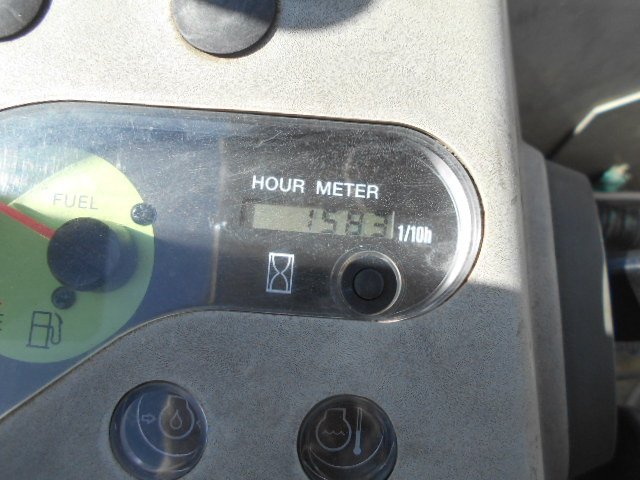 FUEL
HOUR METER
1583 1/10h
E